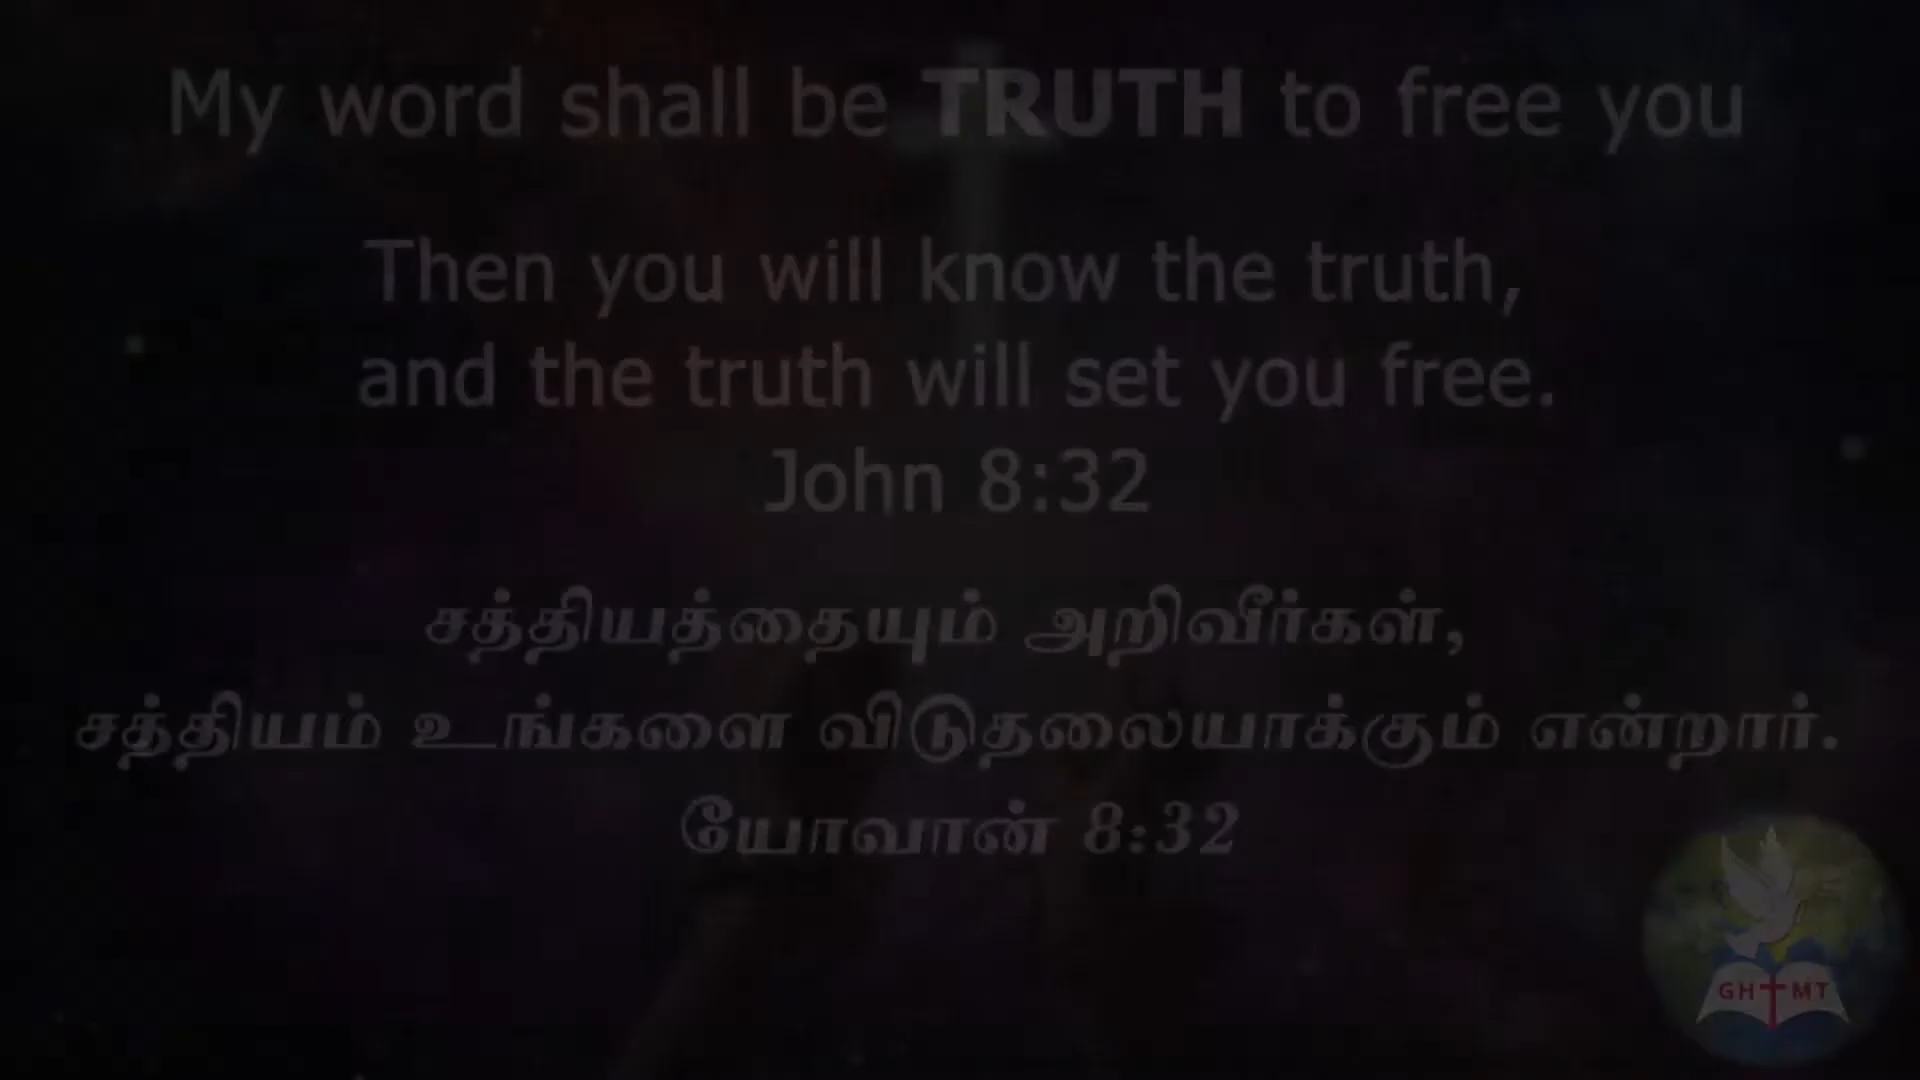 My word shall be TRUTH to free you
Then you will know the truth,
and the truth will set you free.
John 8:32
சத்தியத்தையும் அறிவீர்கள்,
சத்தியம் உங்களை விடுதலையாக்கும் என்றார்.
யோவான் 8:32
GH MT